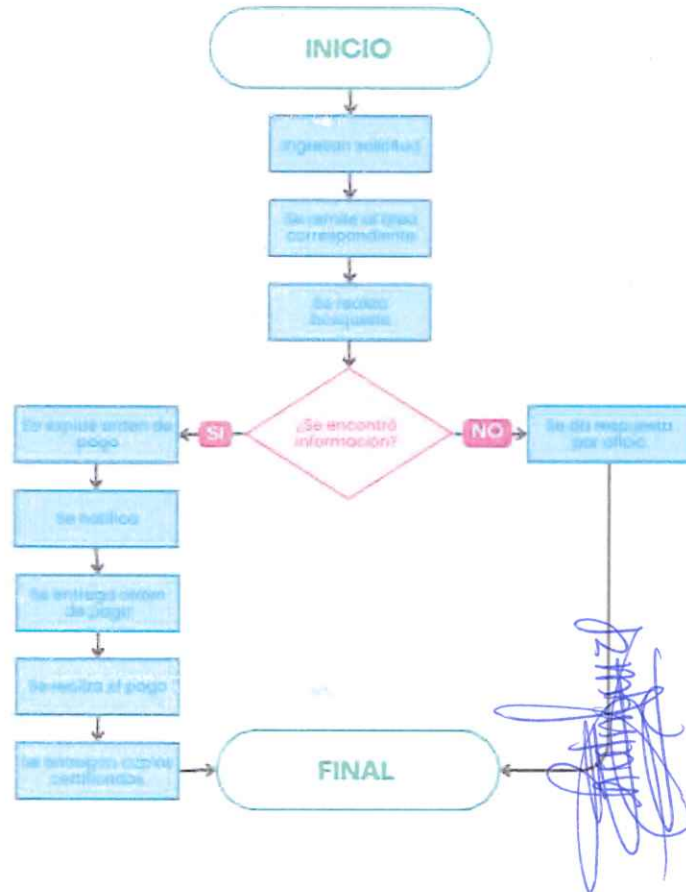 INICIO
Ingresan solicitud
Se remite al área
correspondiente
Se realiza
búsqueda
¿Se encontró
información?
SI
NO
Se expide orden de
pago
Se da respuesta
por oficio
Se notifica
Se entrega orden
de pago
Se realiza el pago
Se entregan copias
certificadas
FINAL